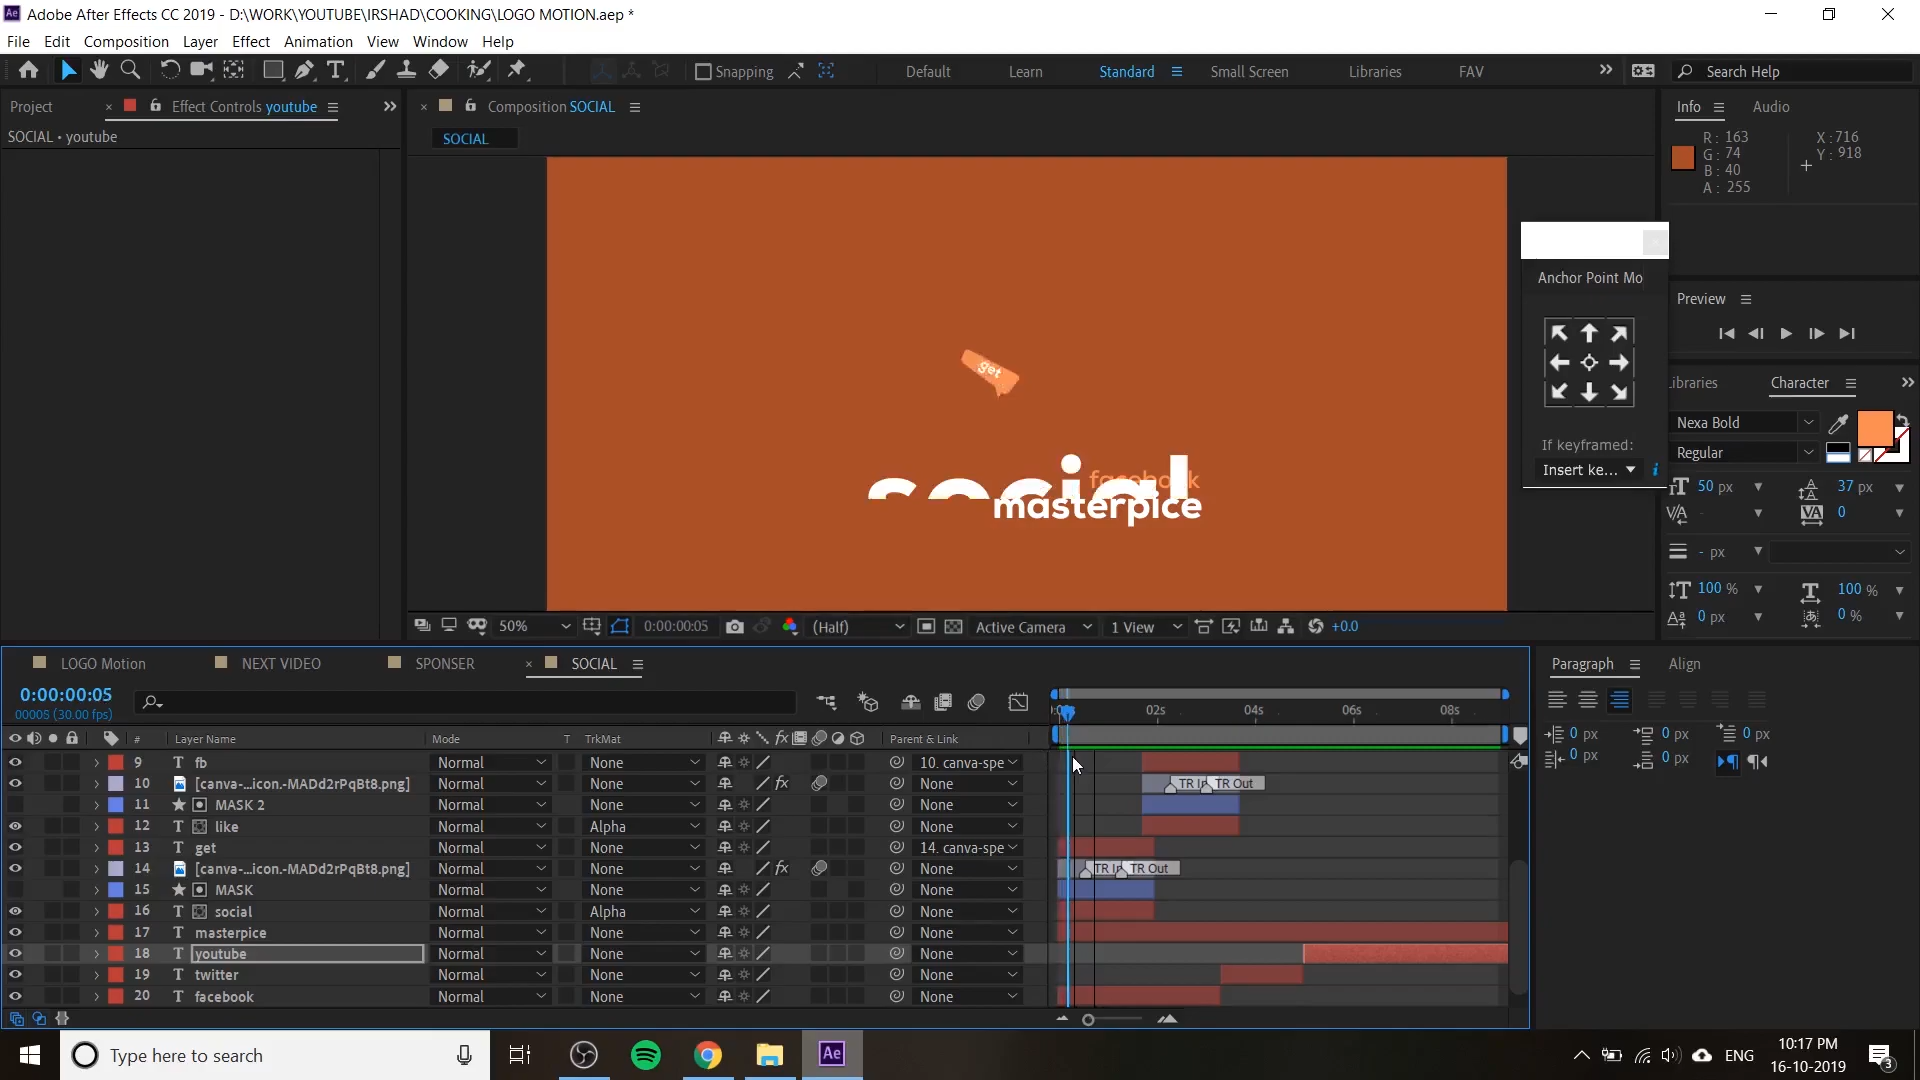 Adobe After Effects CC 2019 - D:\WORK\YOUTUBE\IRSHAD\COOKING\LOGO MOTION.aep *
File Edit Composition Layer Effect Animation View Window Help
Snapping Default Learn Standard Small Screen Libraries FAV Search Help
Project Effect Controls youtube Composition SOCIAL Info Audio
SOCIAL • youtube
SOCIAL
R: 163 X: 716
G: 74 Y: 918
B: 40
A: 255
get
social
facebook
masterpice
Anchor Point Mo
If keyframed:
Insert ke...
Preview
Libraries Character
Nexa Bold
Regular
50 px 37 px
- 0
- px
100 % 100 %
0 px 0 %
50% 0:00:00:05 (Half) Active Camera 1 View +0.0
LOGO Motion NEXT VIDEO SPONSER SOCIAL
0:00:00:05
00005 (30.00 fps)
02s 04s 06s 08s
# Layer Name Mode T TrkMat Parent & Link
9 T fb Normal None 10. canva-spe
10 [canva-...icon.-MADd2rPqBt8.png] Normal None fx None TR In TR Out
11 MASK 2 Normal None None
12 T like Normal Alpha None
13 T get Normal None 14. canva-spe
14 [canva-...icon.-MADd2rPqBt8.png] Normal None fx None TR In TR Out
15 MASK Normal None None
16 T social Normal Alpha None
17 T masterpice Normal None None
18 T youtube Normal None None
19 T twitter Normal None None
20 T facebook Normal None None
Paragraph Align
0 px 0 px 0 px
0 px 0 px
Type here to search
Ae
ENG
10:17 PM
16-10-2019
3